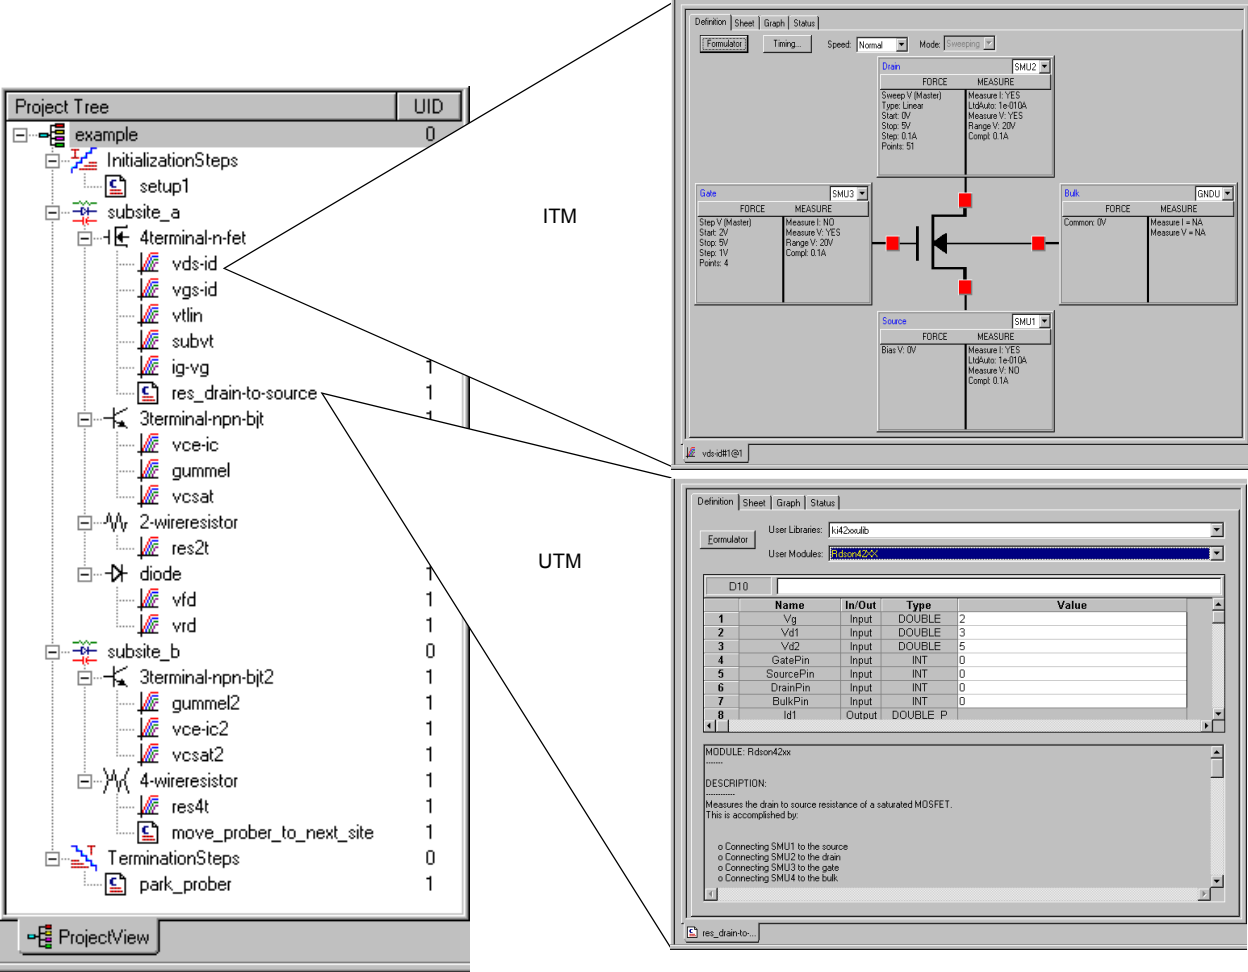 Project Tree UID
example 0
InitializationSteps
setup1
subsite_a
4terminal-n-fet
vds-id
vgs-id
vtlin
subvt
ig-vg 1
res_drain-to-source 1
3terminal-npn-bjt 1
vce-ic
gummel
vcsat
2-wireresistor
res2t
diode 1
vfd 1
vrd 1
subsite_b 0
3terminal-npn-bjt2 1
gummel2 1
vce-ic2 1
vcsat2 1
4-wireresistor 1
res4t 1
move_prober_to_next_site 1
TerminationSteps 0
park_prober 1
ProjectView
ITM
UTM
Definition Sheet Graph Status
Formulator Timing... Speed: Normal Mode: Sweeping
Drain SMU2
FORCE MEASURE
Sweep V (Master) Measure I: YES
Type: Linear LtdAuto: 1e-010A
Start: 0V Measure V: YES
Stop: 5V Range V: 20V
Step: 0.1A Compl: 0.1A
Points: 51
Gate SMU3
FORCE MEASURE
Step V (Master) Measure I: NO
Start: 2V Measure V: YES
Stop: 5V Range V: 20V
Step: 1V Compl: 0.1A
Points: 4
Bulk GNDU
FORCE MEASURE
Common: 0V Measure I = NA
Measure V = NA
Source SMU1
FORCE MEASURE
Bias V: 0V Measure I: YES
LtdAuto: 1e-010A
Measure V: NO
Compl: 0.1A
vds-id#1@1
Definition Sheet Graph Status
Formulator
User Libraries: ki42xxulib
User Modules: Rdson42XX
D10
Name In/Out Type Value
1 Vg Input DOUBLE 2
2 Vd1 Input DOUBLE 3
3 Vd2 Input DOUBLE 5
4 GatePin Input INT 0
5 SourcePin Input INT 0
6 DrainPin Input INT 0
7 BulkPin Input INT 0
8 Id1 Output DOUBLE_P
MODULE: Rdson42xx
-------
DESCRIPTION:
------------
Measures the drain to source resistance of a saturated MOSFET.
This is accomplished by:
o Connecting SMU1 to the source
o Connecting SMU2 to the drain
o Connecting SMU3 to the gate
o Connecting SMU4 to the bulk
res_drain-to-...